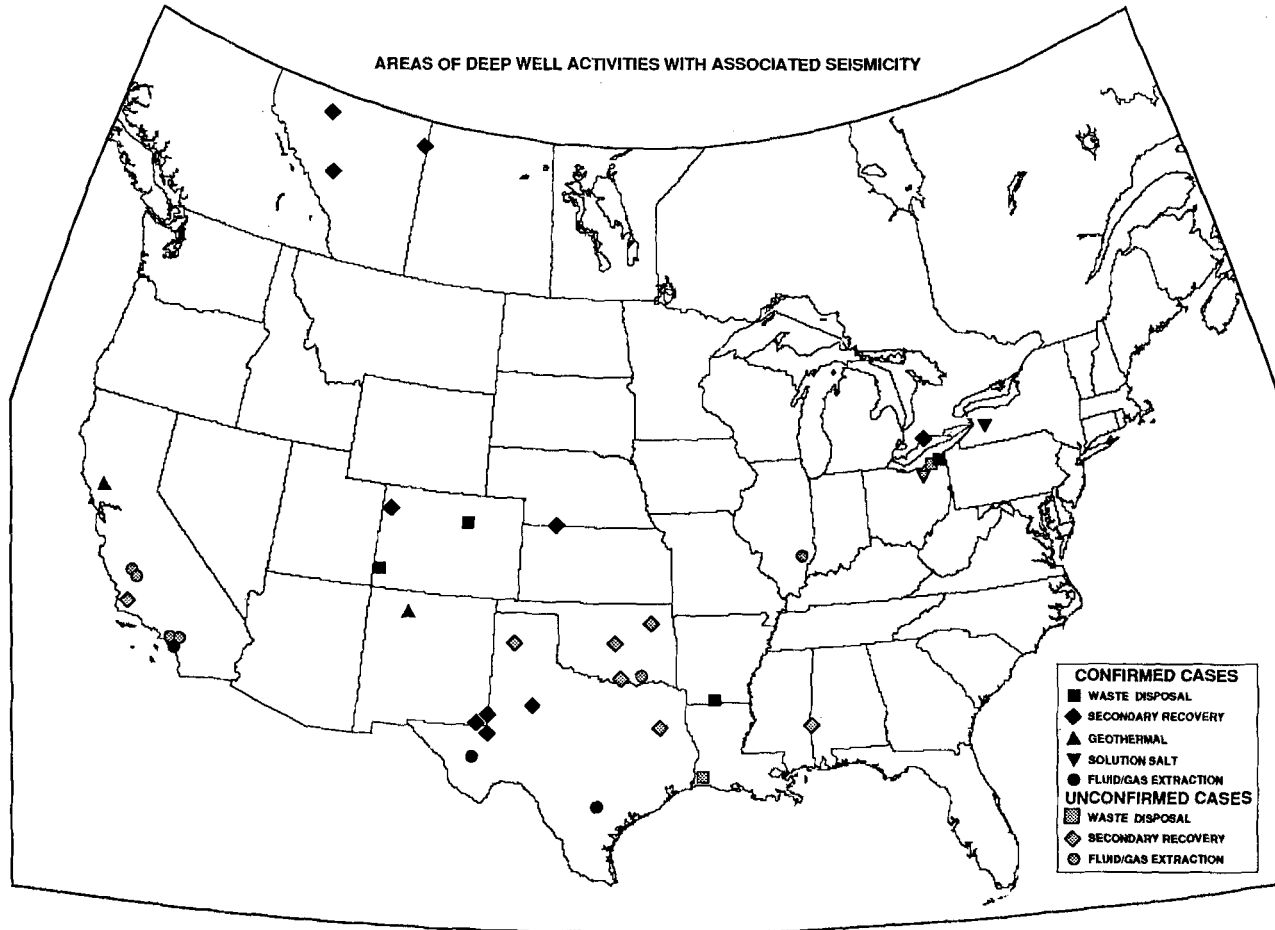 AREAS OF DEEP WELL ACTIVITIES WITH ASSOCIATED SEISMICITY
CONFIRMED CASES
WASTE DISPOSAL
SECONDARY RECOVERY
GEOTHERMAL
SOLUTION SALT
FLUID/GAS EXTRACTION
UNCONFIRMED CASES
WASTE DISPOSAL
SECONDARY RECOVERY
FLUID/GAS EXTRACTION